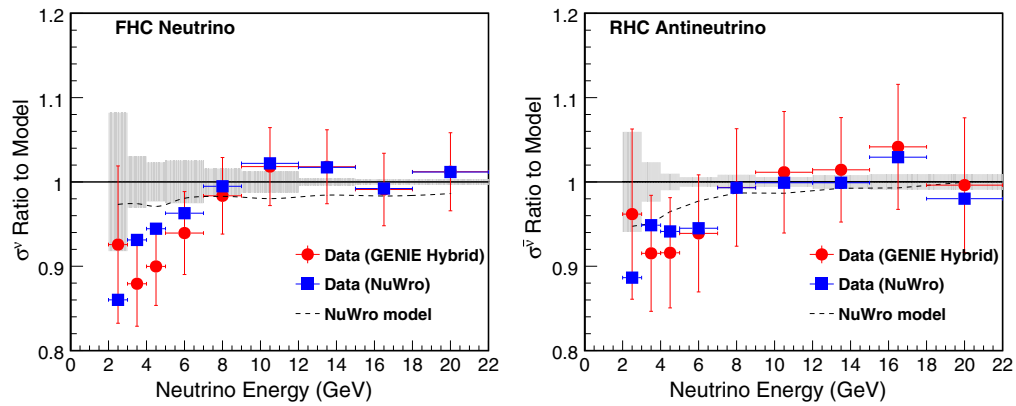 FHC Neutrino
σ^ν Ratio to Model
1.2
1.1
1
0.9
0.8
Data (GENIE Hybrid)
Data (NuWro)
NuWro model
0 2 4 6 8 10 12 14 16 18 20 22
Neutrino Energy (GeV)
RHC Antineutrino
σ^ν̄ Ratio to Model
1.2
1.1
1
0.9
0.8
Data (GENIE Hybrid)
Data (NuWro)
NuWro model
0 2 4 6 8 10 12 14 16 18 20 22
Neutrino Energy (GeV)